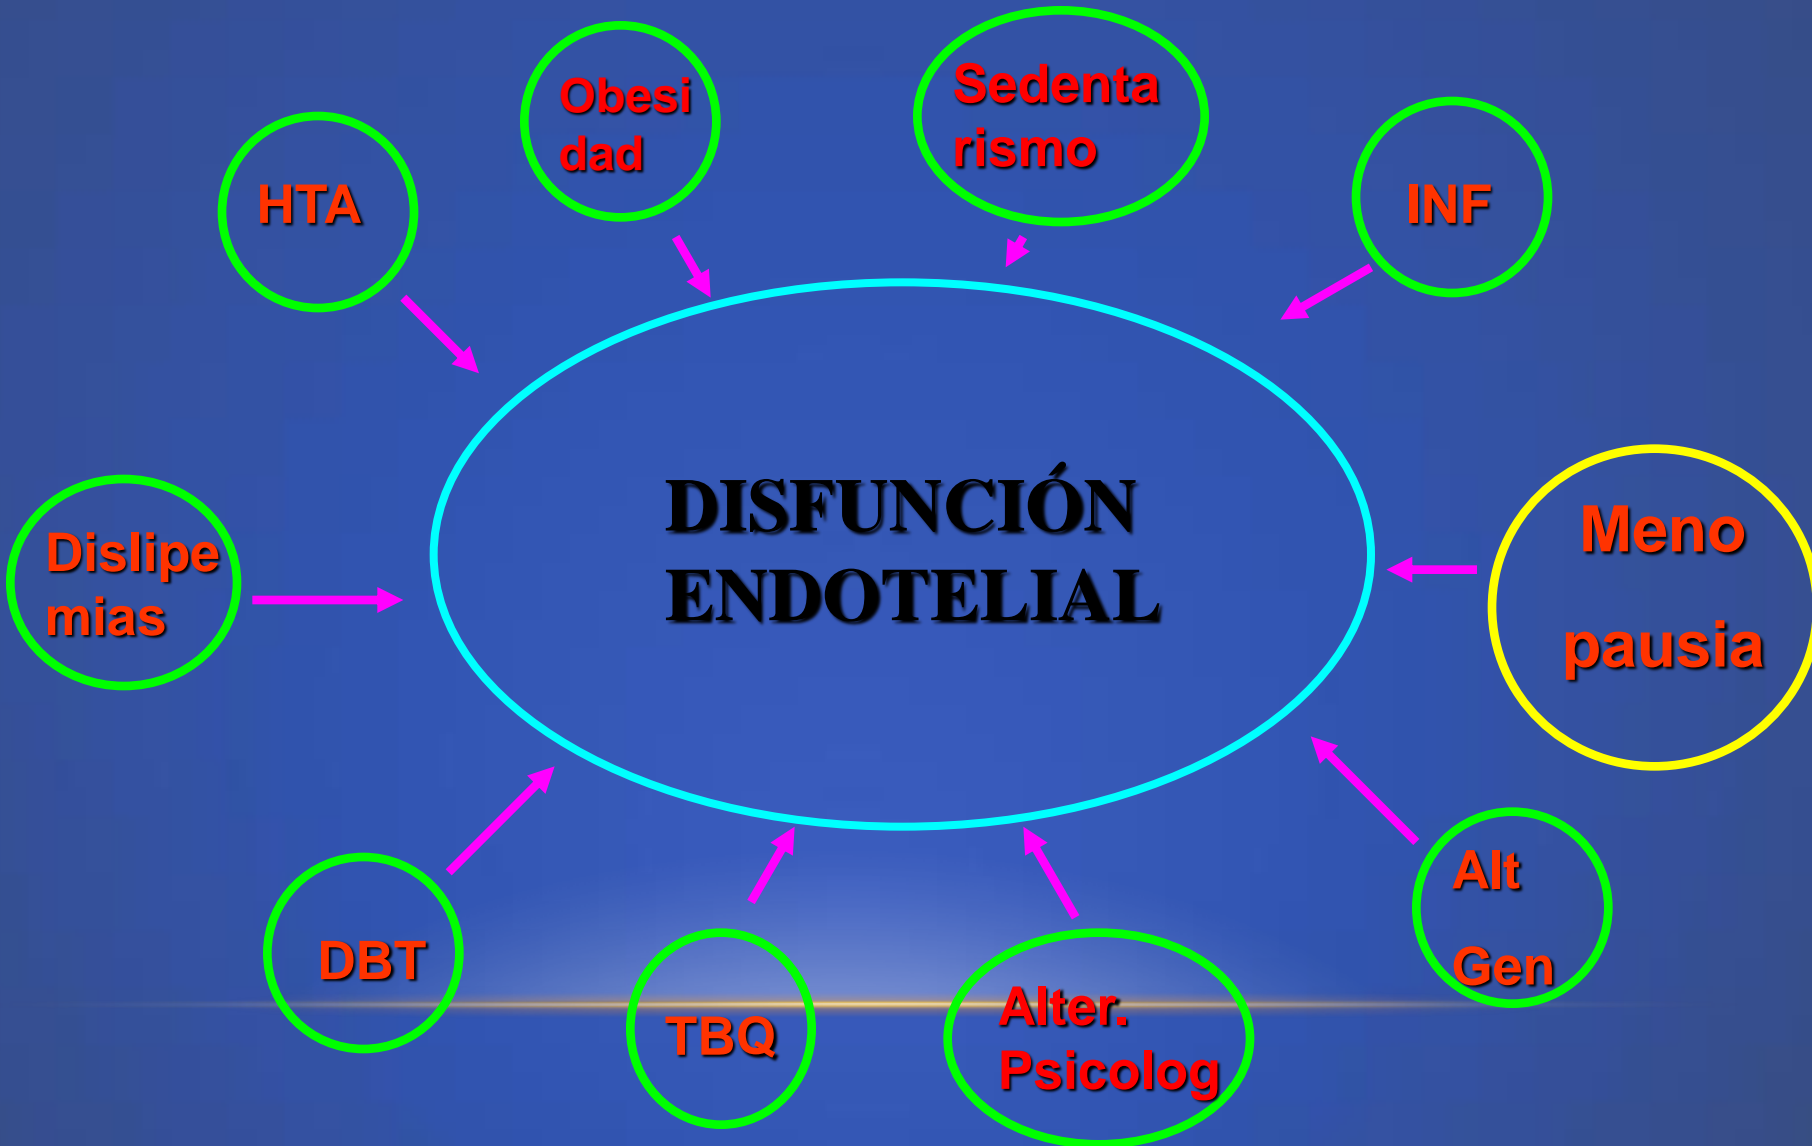 Obesi
dad
Sedenta
rismo
HTA
INF
DISFUNCIÓN
ENDOTELIAL
Meno
pausia
Dislipe
mias
Alt
Gen
DBT
TBQ
Alter.
Psicolog